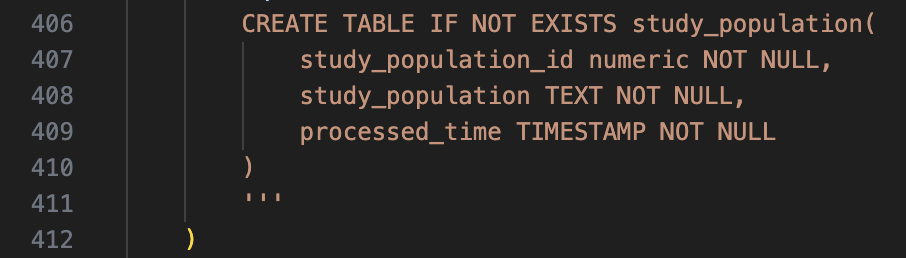 406 CREATE TABLE IF NOT EXISTS study_population(
407 study_population_id numeric NOT NULL,
408 study_population TEXT NOT NULL,
409 processed_time TIMESTAMP NOT NULL
410 )
411 '''
412 )